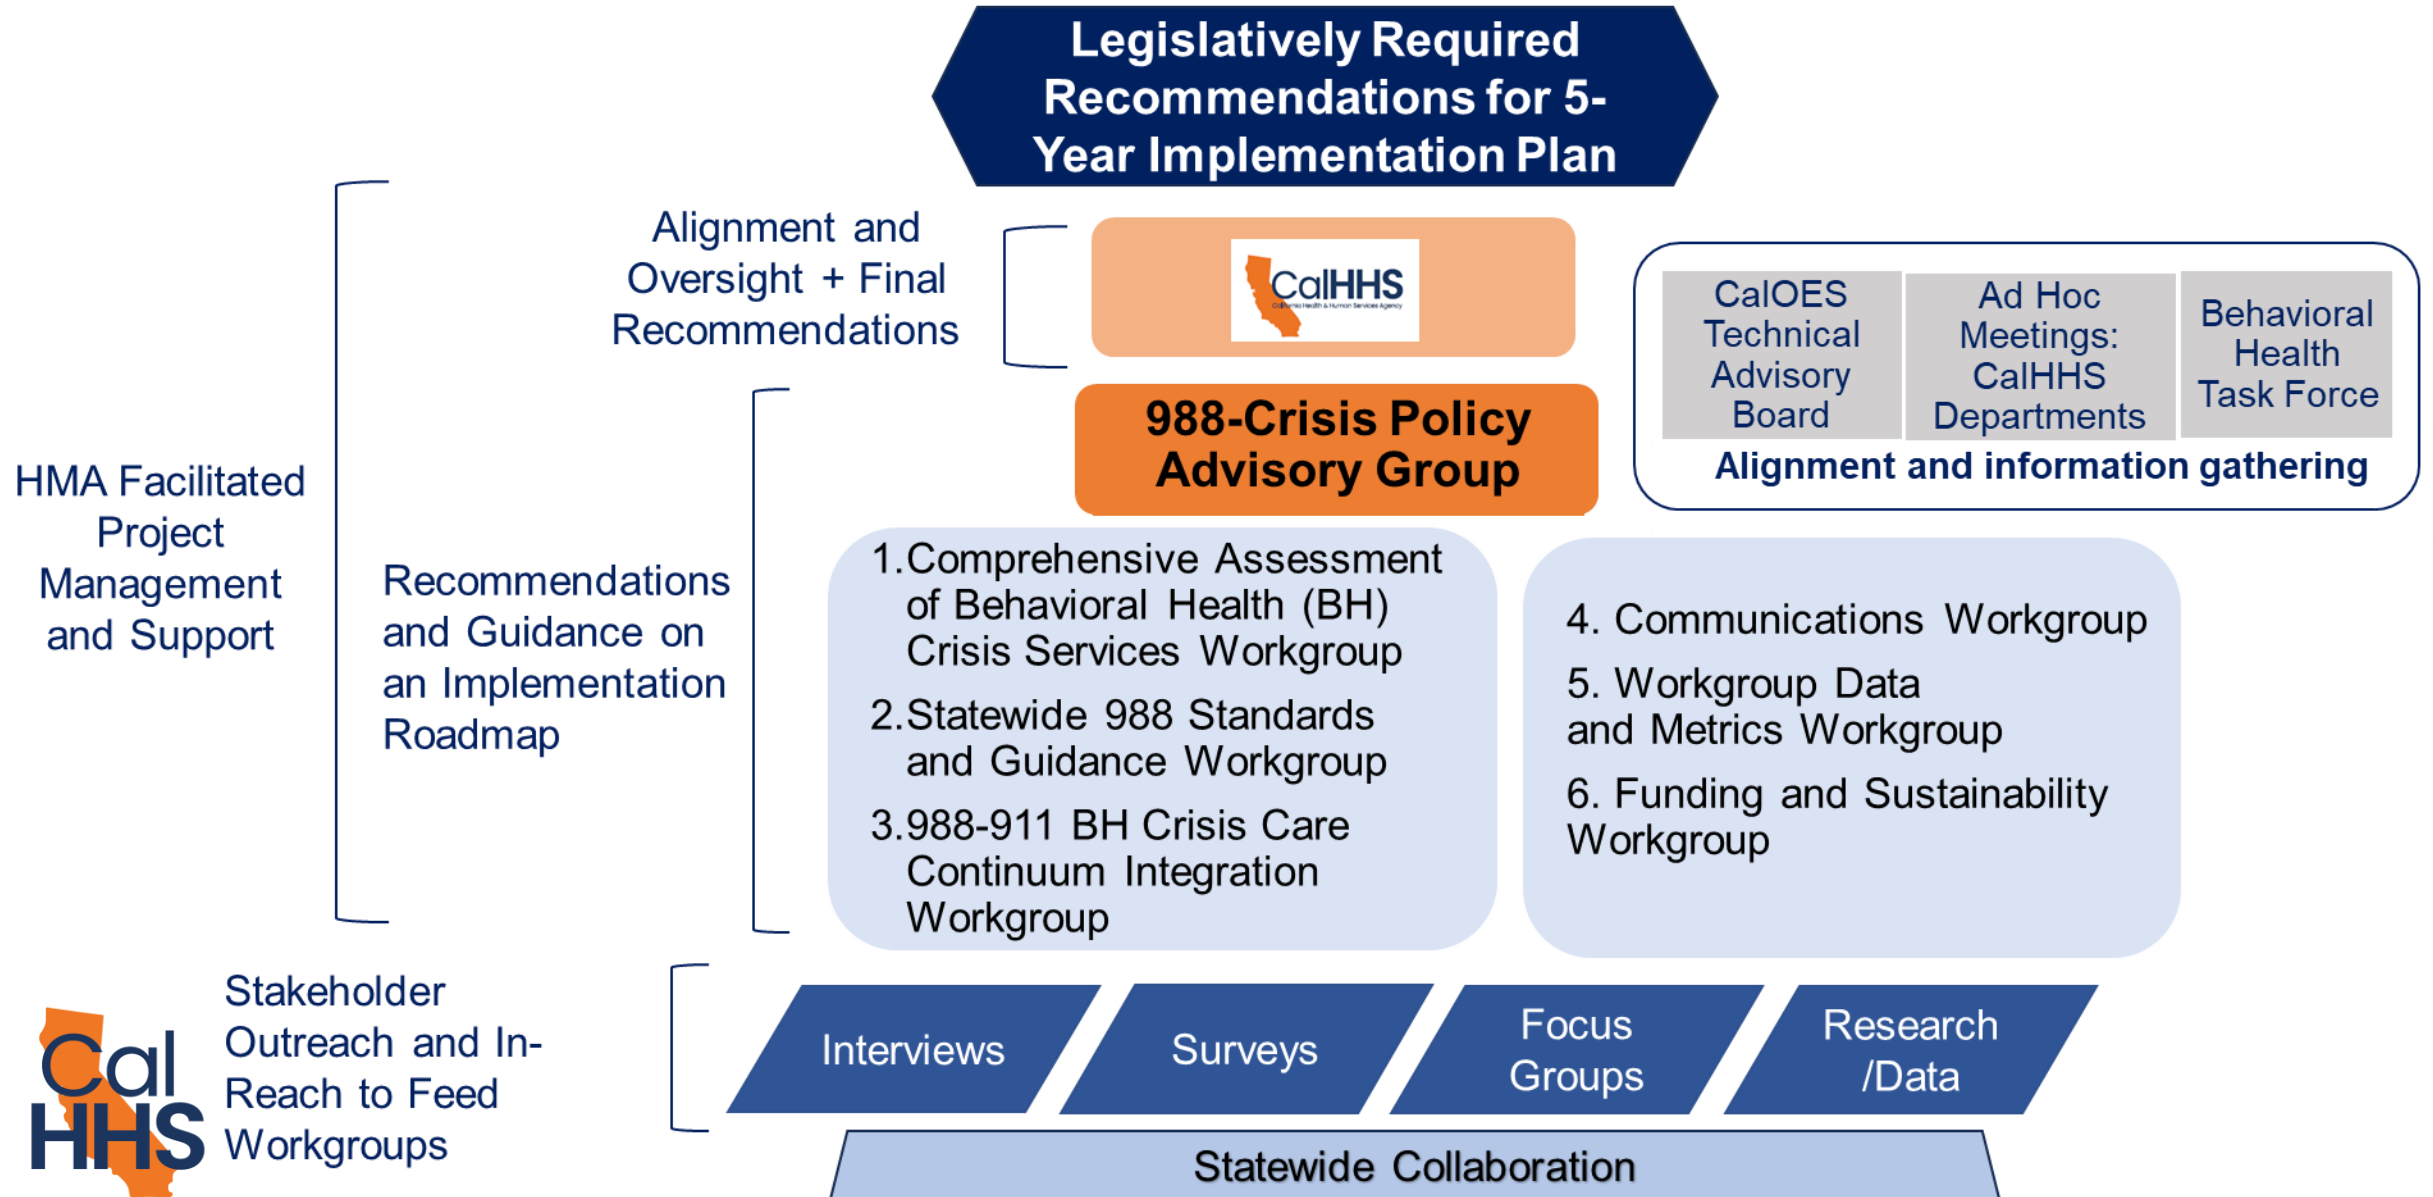 Legislatively Required
Recommendations for 5-
Year Implementation Plan
Alignment and
Oversight + Final
Recommendations
CalHHS
California Health & Human Services Agency
CalOES
Technical
Advisory
Board
Ad Hoc
Meetings:
CalHHS
Departments
Behavioral
Health
Task Force
Alignment and information gathering
988-Crisis Policy
Advisory Group
HMA Facilitated
Project
Management
and Support
Recommendations
and Guidance on
an Implementation
Roadmap
1.Comprehensive Assessment
of Behavioral Health (BH)
Crisis Services Workgroup
2.Statewide 988 Standards
and Guidance Workgroup
3.988-911 BH Crisis Care
Continuum Integration
Workgroup
4. Communications Workgroup
5. Workgroup Data
and Metrics Workgroup
6. Funding and Sustainability
Workgroup
Cal
HHS
Stakeholder
Outreach and In-
Reach to Feed
Workgroups
Interviews
Surveys
Focus
Groups
Research
/Data
Statewide Collaboration